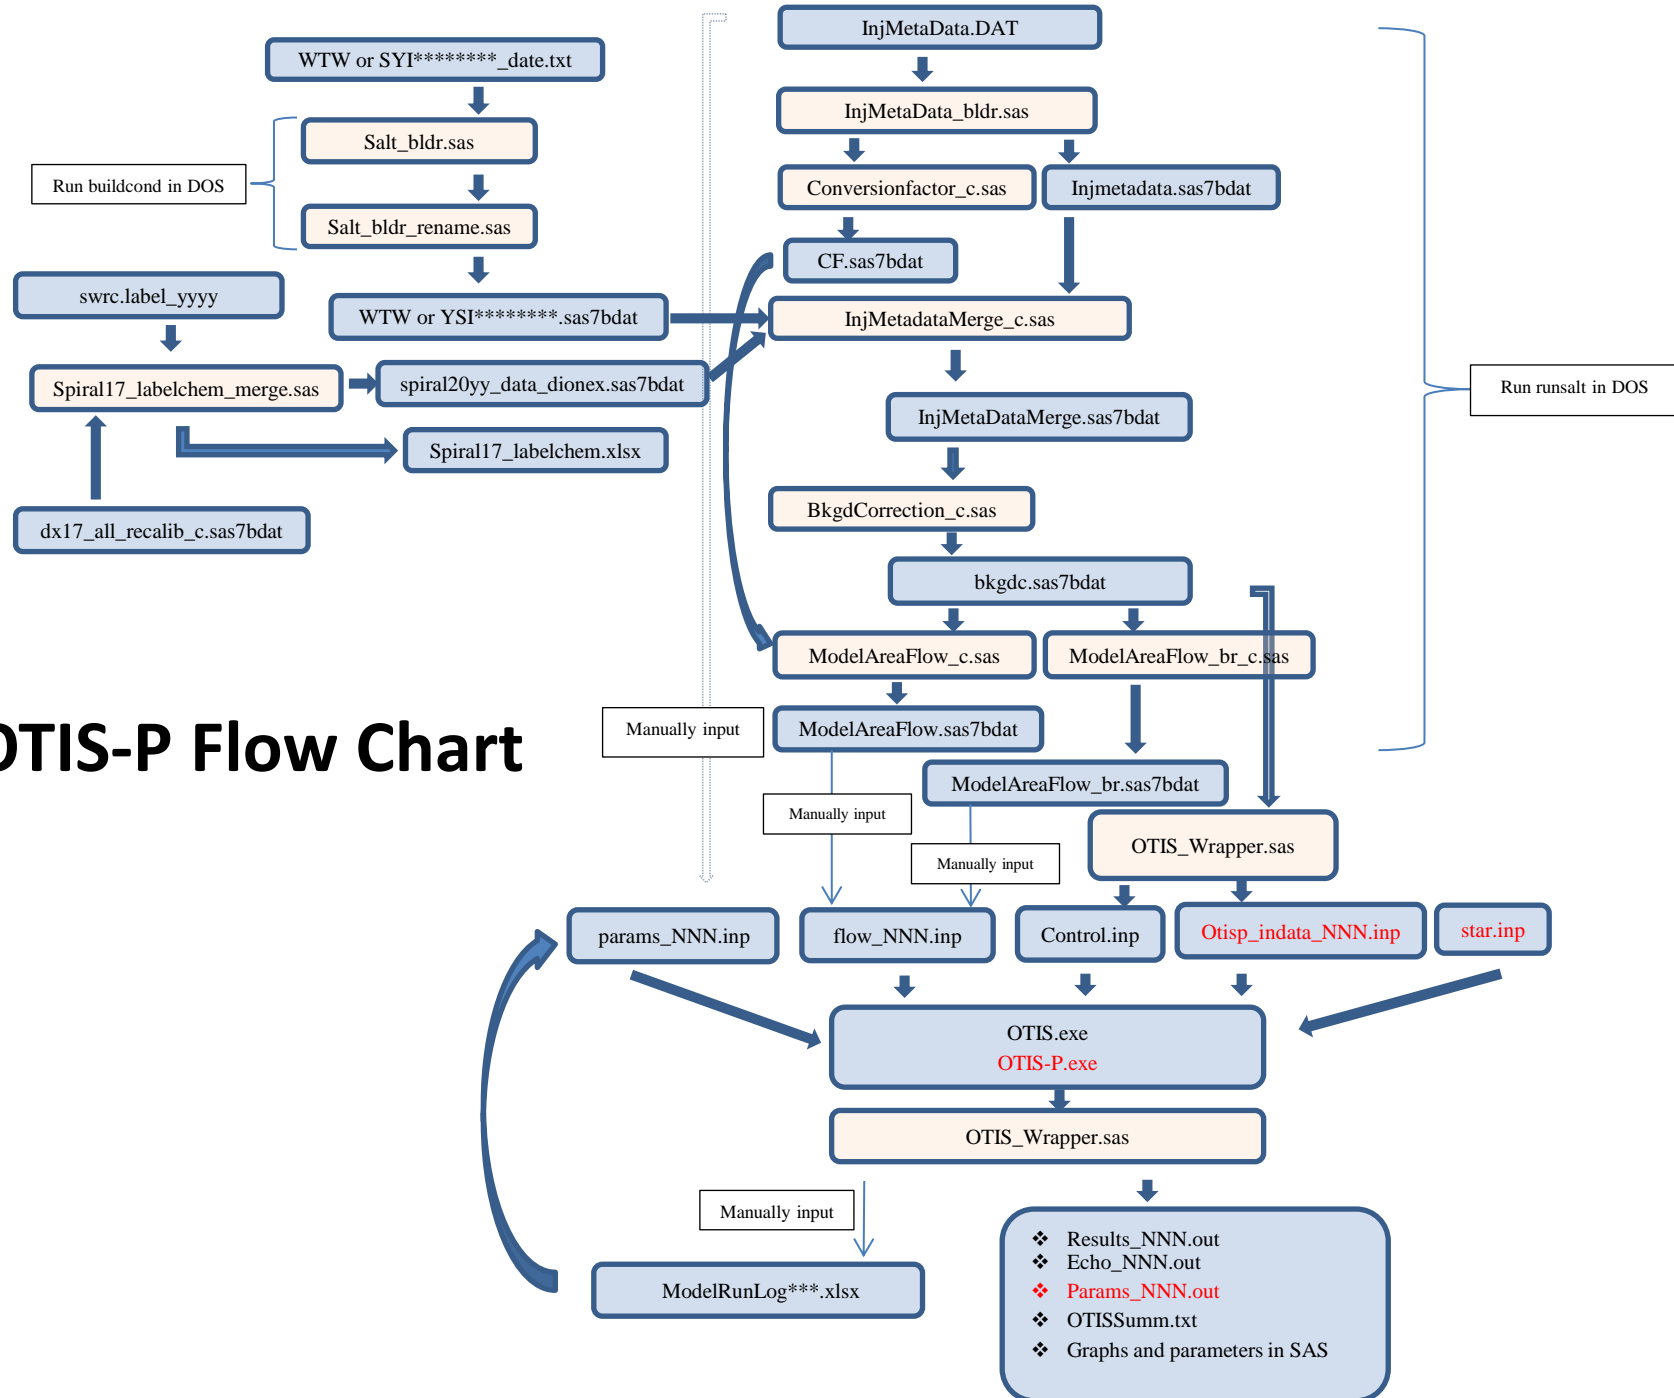 InjMetaData.DAT
WTW or SYI********_date.txt
InjMetaData_bldr.sas
Salt_bldr.sas
Run buildcond in DOS
Conversionfactor_c.sas
Injmetadata.sas7bdat
Salt_bldr_rename.sas
CF.sas7bdat
swrc.label_yyyy
WTW or YSI********.sas7bdat
InjMetadataMerge_c.sas
Spiral17_labelchem_merge.sas
spiral20yy_data_dionex.sas7bdat
Run runsalt in DOS
InjMetaDataMerge.sas7bdat
Spiral17_labelchem.xlsx
BkgdCorrection_c.sas
dx17_all_recalib_c.sas7bdat
bkgdc.sas7bdat
ModelAreaFlow_c.sas
ModelAreaFlow_br_c.sas
Manually input
ModelAreaFlow.sas7bdat
OTIS-P Flow Chart
ModelAreaFlow_br.sas7bdat
Manually input
OTIS_Wrapper.sas
Manually input
params_NNN.inp
flow_NNN.inp
Control.inp
Otisp_indata_NNN.inp
star.inp
OTIS.exe
OTIS-P.exe
OTIS_Wrapper.sas
Manually input
ModelRunLog***.xlsx
❖ Results_NNN.out
❖ Echo_NNN.out
❖ Params_NNN.out
❖ OTISSumm.txt
❖ Graphs and parameters in SAS